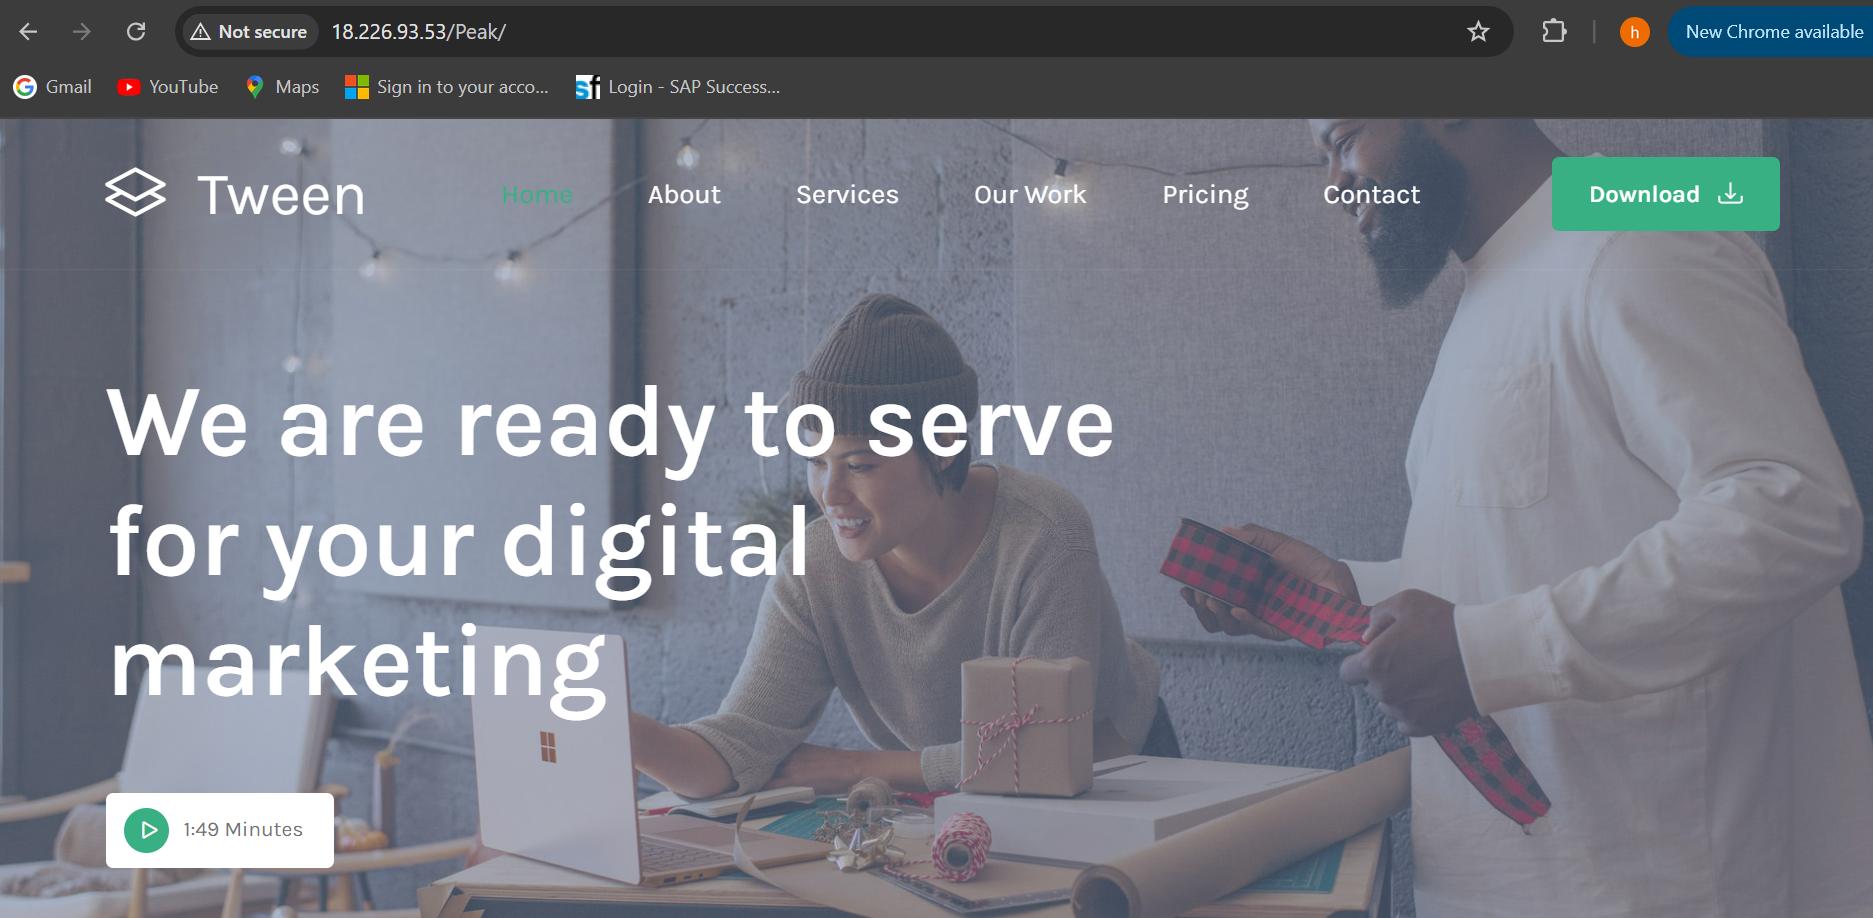 Not secure
18.226.93.53/Peak/
h
New Chrome available
Gmail
YouTube
Maps
Sign in to your acco...
Login - SAP Success...
Tween
Home
About
Services
Our Work
Pricing
Contact
Download
We are ready to serve
for your digital
marketing
1:49 Minutes